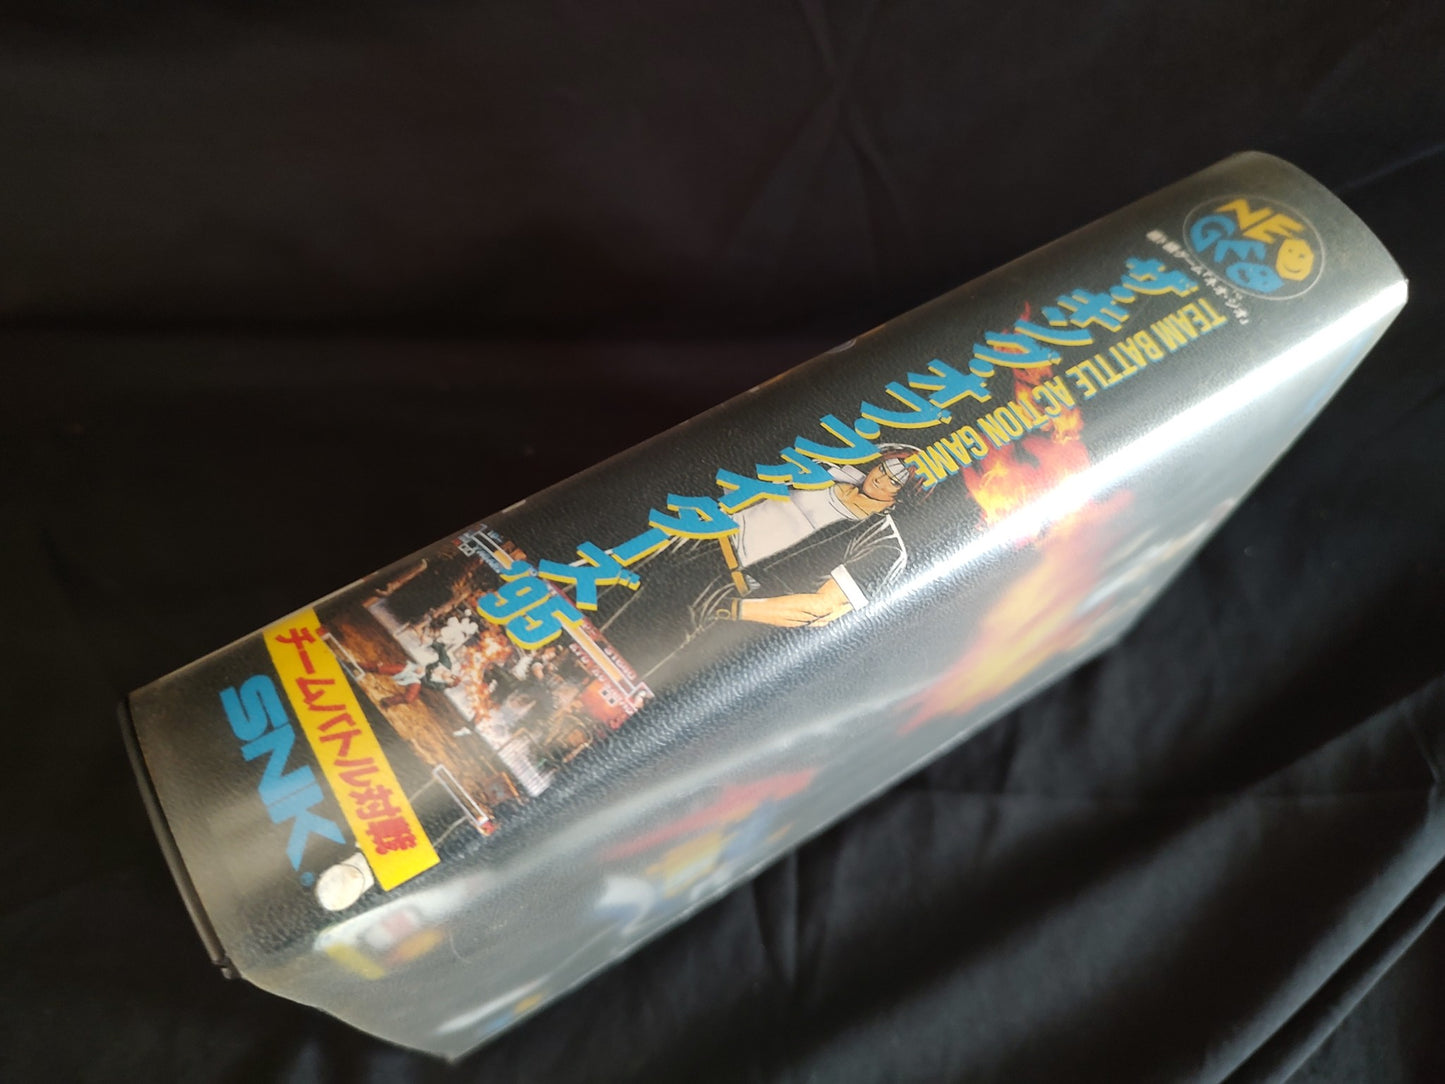 NEO
GEO
TEAM BATTLE ACTION GAME
ザ・キング・オブ・ファイターズ
'95
チームバトル対戦
SNK®